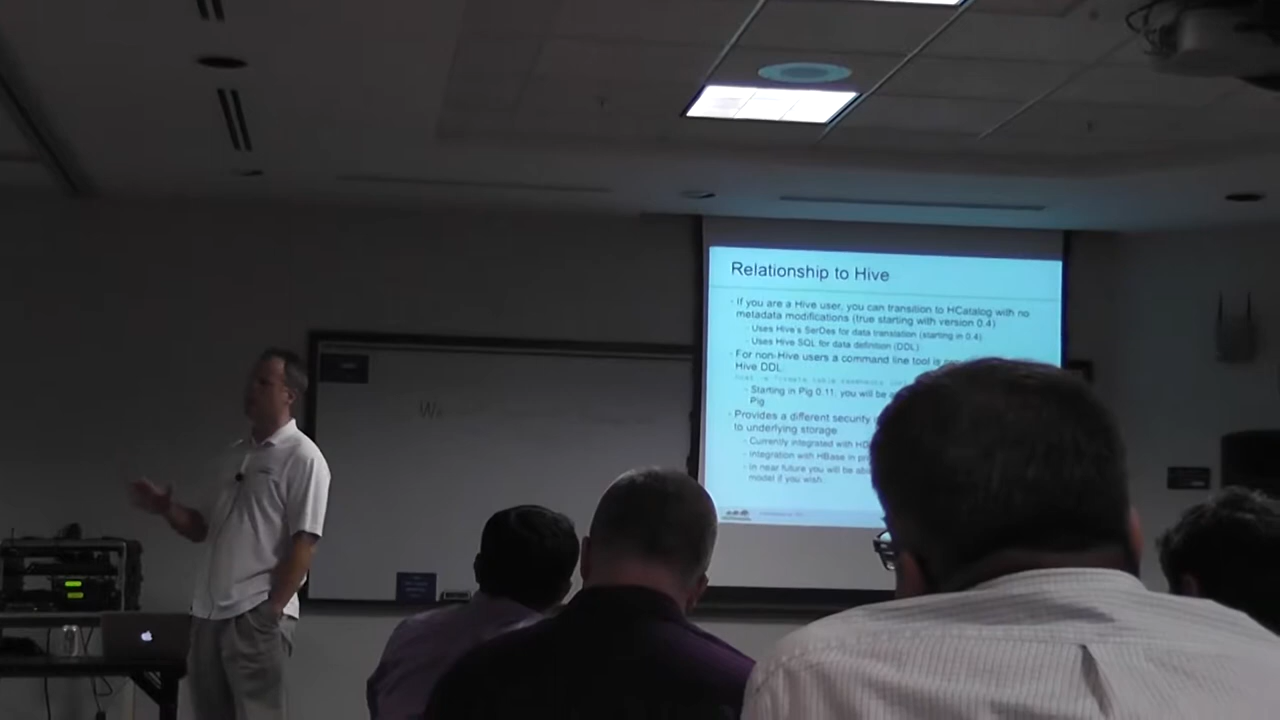 Relationship to Hive
If you are a Hive user, you can transition to HCatalog with no
metadata modifications (true starting with version 0.4)
- Uses Hive's SerDes for data translation (starting in 0.4)
- Uses Hive SQL for data definition (DDL)
For non-Hive users a command line tool is
Hive DDL
- Starting in Pig 0.11, you will be
Pig
Provides a different security
to underlying storage
- Currently integrated with
- Integration with HBase in
- In near future you will be
model if you wish